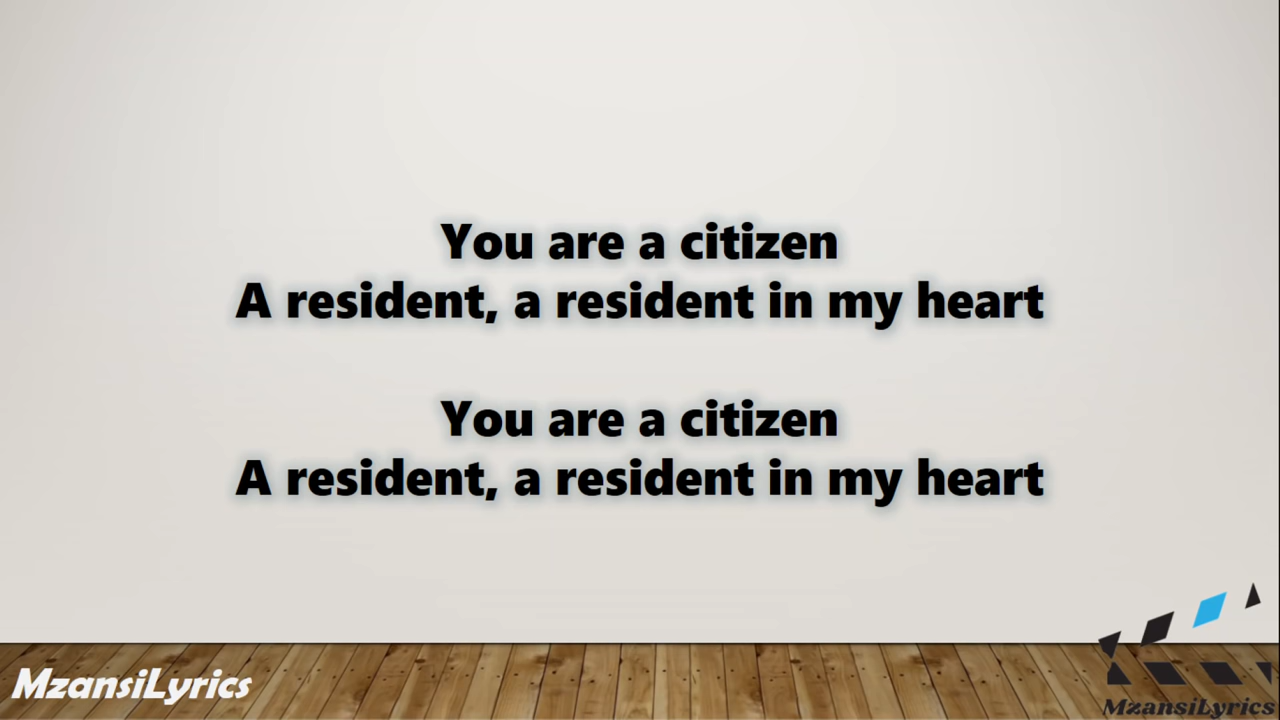 You are a citizen
A resident, a resident in my heart
You are a citizen
A resident, a resident in my heart
MzansiLyrics
MzansiLyrics